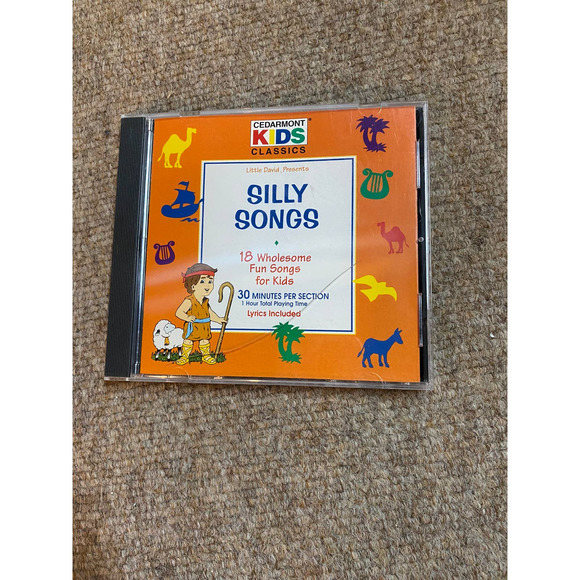 CEDARMONT®
KIDS
CLASSICS
Little David Presents
SILLY
SONGS
18 Wholesome
Fun Songs
for Kids
30 MINUTES PER SECTION
1 Hour Total Playing Time
Lyrics Included